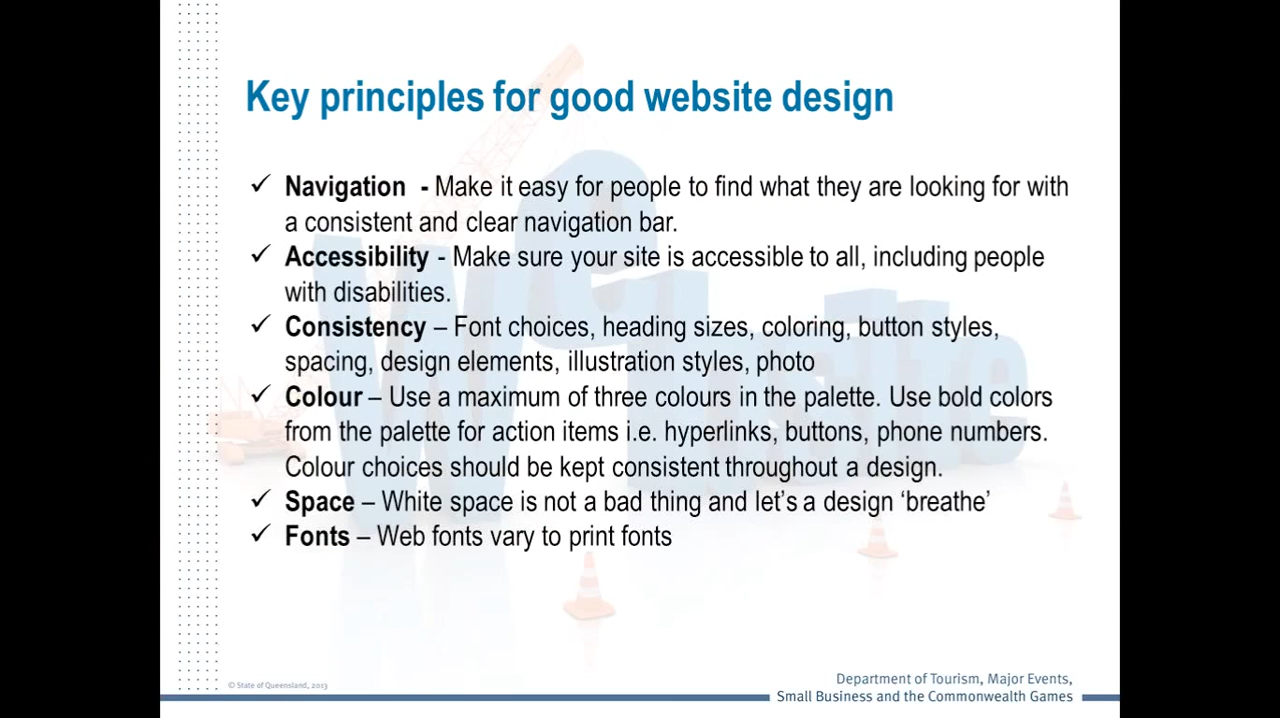 Key principles for good website design
✓ Navigation - Make it easy for people to find what they are looking for with
a consistent and clear navigation bar.
✓ Accessibility - Make sure your site is accessible to all, including people
with disabilities.
✓ Consistency – Font choices, heading sizes, coloring, button styles,
spacing, design elements, illustration styles, photo
✓ Colour – Use a maximum of three colours in the palette. Use bold colors
from the palette for action items i.e. hyperlinks, buttons, phone numbers.
Colour choices should be kept consistent throughout a design.
✓ Space – White space is not a bad thing and let’s a design ‘breathe’
✓ Fonts – Web fonts vary to print fonts
Website
© State of Queensland, 2013
Department of Tourism, Major Events,
Small Business and the Commonwealth Games